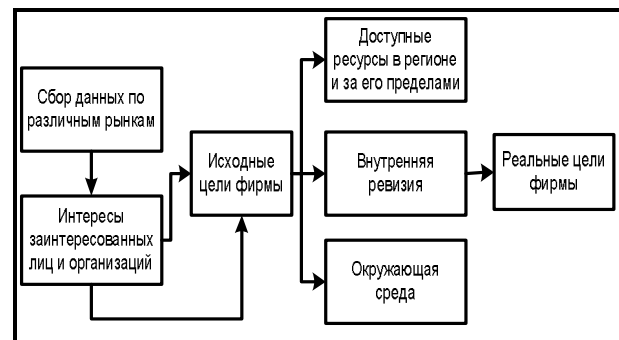 Сбор данных по
различным рынкам
Интересы
заинтересованных
лиц и организаций
Исходные
цели фирмы
Доступные
ресурсы в регионе
и за его пределами
Внутренняя
ревизия
Реальные цели
фирмы
Окружающая
среда